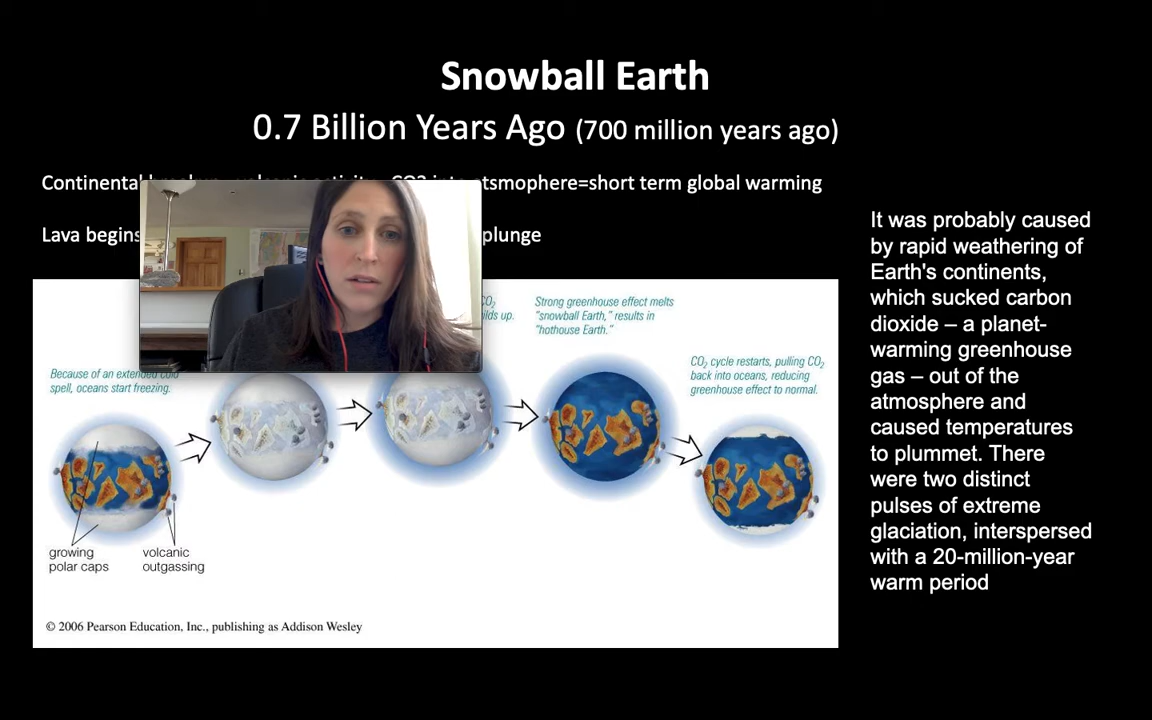 Snowball Earth
0.7 Billion Years Ago (700 million years ago)
Continental atsmophere=short term global warming
Lava begins plunge
It was probably caused
by rapid weathering of
Earth's continents,
which sucked carbon
dioxide – a planet-
warming greenhouse
gas – out of the
atmosphere and
caused temperatures
to plummet. There
were two distinct
pulses of extreme
glaciation, interspersed
with a 20-million-year
warm period
CO2
Strong greenhouse effect melts
"snowball Earth," results in
"hothouse Earth."
up.
CO2 cycle restarts, pulling CO2
back into oceans, reducing
greenhouse effect to normal.
Because of an extended cold
spell, oceans start freezing.
growing
polar caps
volcanic
outgassing
© 2006 Pearson Education, Inc., publishing as Addison Wesley